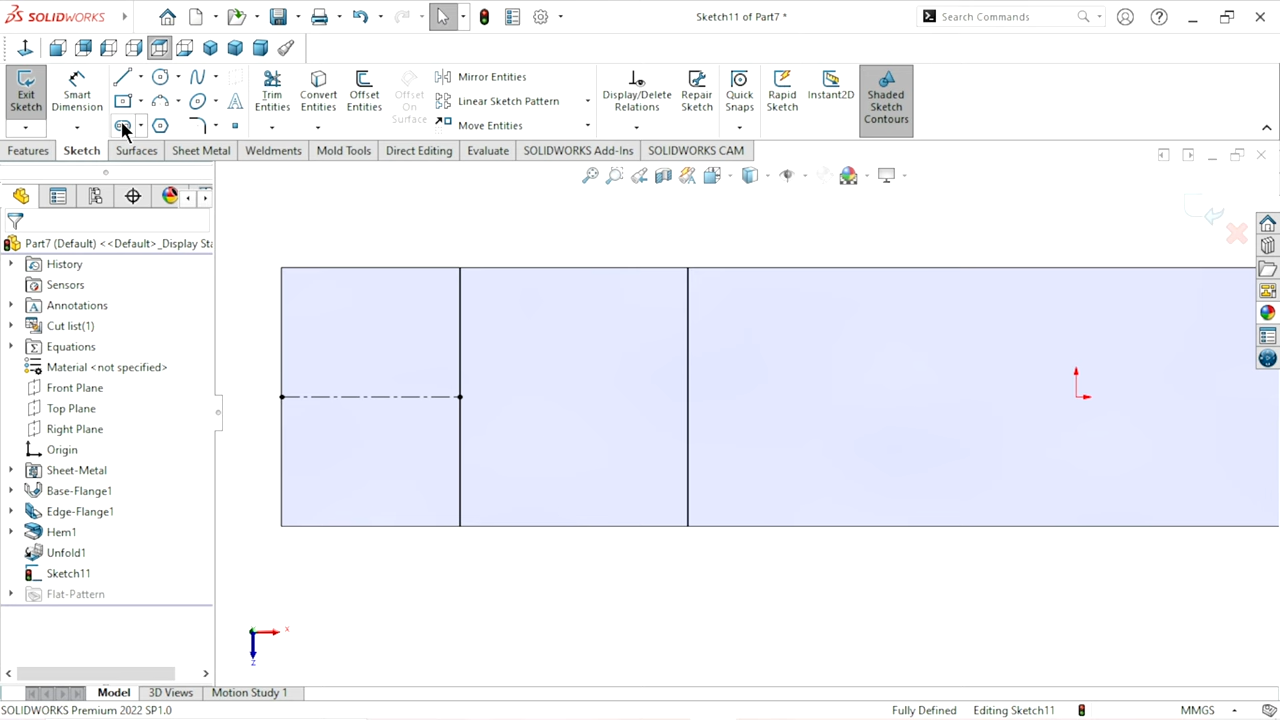 SOLIDWORKS
Sketch11 of Part7 *
Search Commands
Exit Sketch
Smart Dimension
Trim Entities
Convert Entities
Offset Entities
Offset On Surface
Mirror Entities
Linear Sketch Pattern
Move Entities
Display/Delete Relations
Repair Sketch
Quick Snaps
Rapid Sketch
Instant2D
Shaded Sketch Contours
Features
Sketch
Surfaces
Sheet Metal
Weldments
Mold Tools
Direct Editing
Evaluate
SOLIDWORKS Add-Ins
SOLIDWORKS CAM
Part7 (Default) <<Default>_Display Sta
History
Sensors
Annotations
Cut list(1)
Equations
Material <not specified>
Front Plane
Top Plane
Right Plane
Origin
Sheet-Metal
Base-Flange1
Edge-Flange1
Hem1
Unfold1
Sketch11
Flat-Pattern
X
Z
Model
3D Views
Motion Study 1
SOLIDWORKS Premium 2022 SP1.0
Fully Defined
Editing Sketch11
MMGS